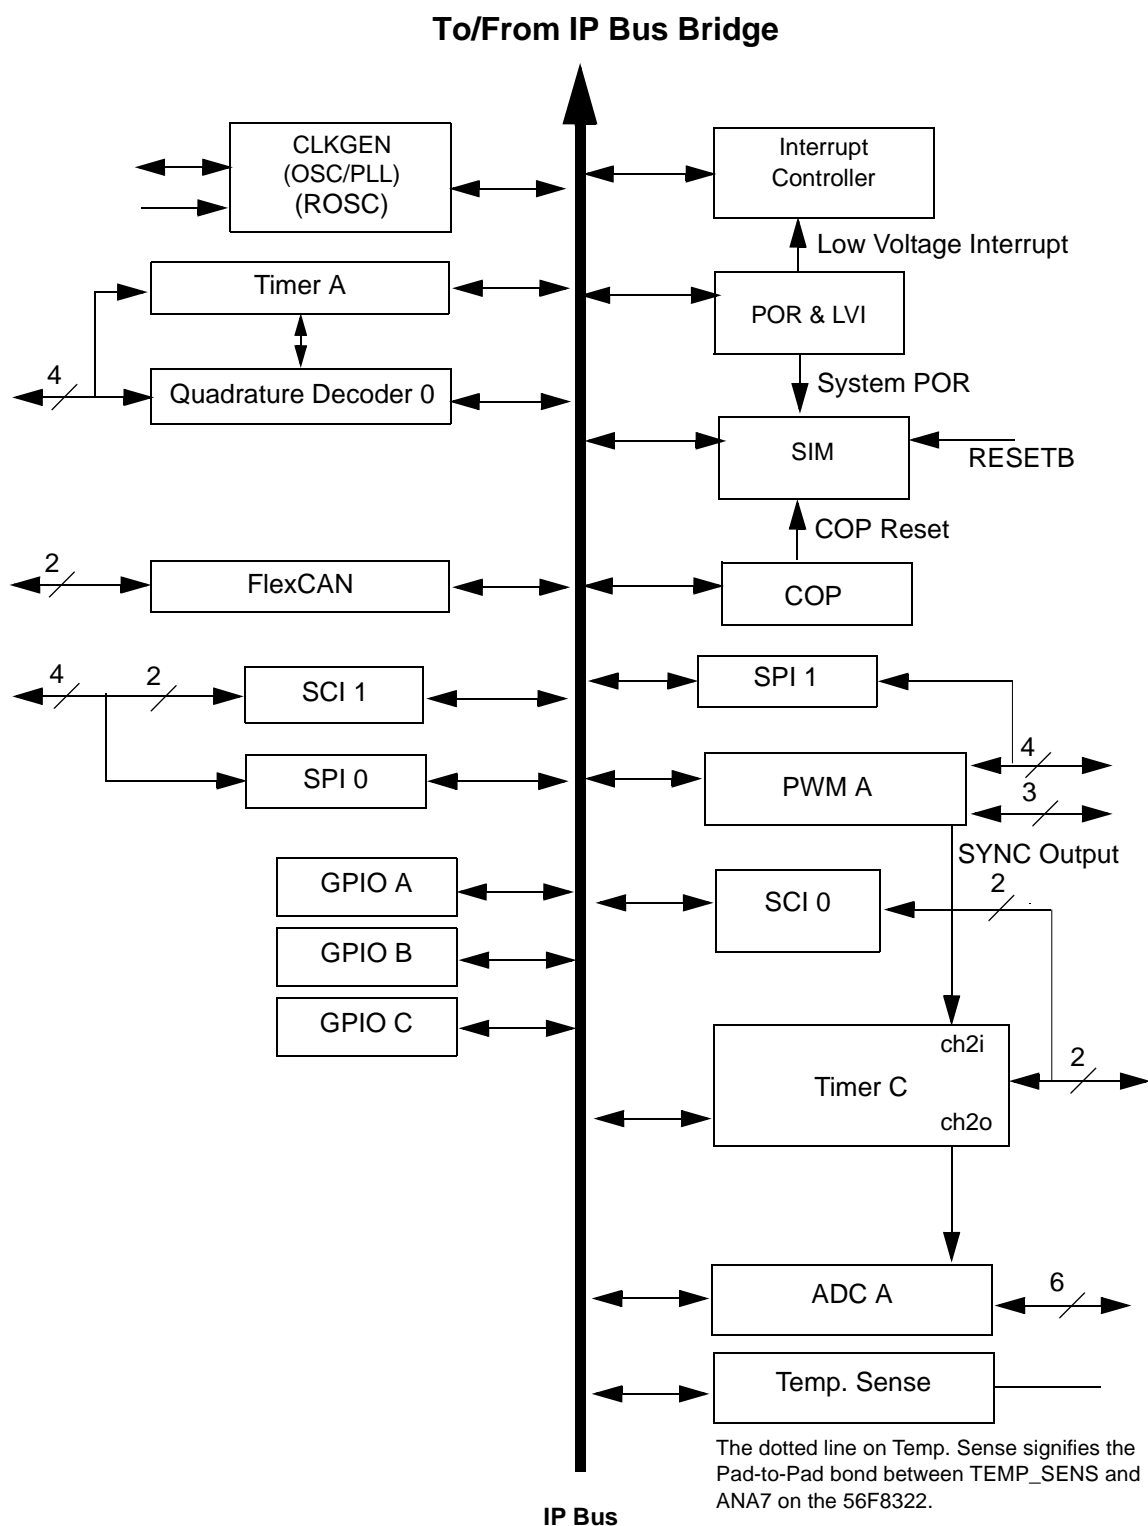 To/From IP Bus Bridge
CLKGEN
(OSC/PLL)
(ROSC)
Interrupt
Controller
Low Voltage Interrupt
Timer A
POR & LVI
4
Quadrature Decoder 0
System POR
SIM
RESETB
COP Reset
2
FlexCAN
COP
4
2
SCI 1
SPI 1
SPI 0
4
PWM A
3
SYNC Output
GPIO A
SCI 0
2
GPIO B
GPIO C
ch2i
Timer C
2
ch2o
ADC A
6
Temp. Sense
The dotted line on Temp. Sense signifies the
Pad-to-Pad bond between TEMP_SENS and
ANA7 on the 56F8322.
IP Bus